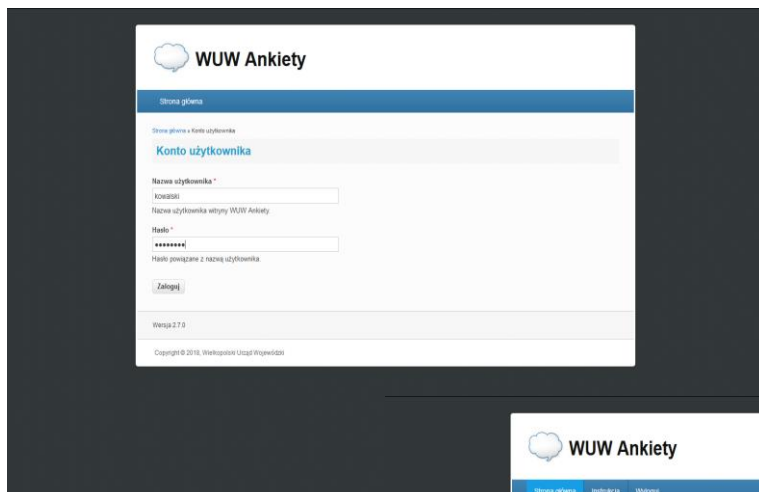 WUW Ankiety
Strona główna
Strona główna » Konto użytkownika
Konto użytkownika
Nazwa użytkownika *
kowalski
Nazwa użytkownika witryny WUW Ankiety.
Hasło *
••••••••
Hasło powiązane z nazwą użytkownika.
Zaloguj
Wersja 2.7.0
Copyright © 2018, Wielkopolski Urząd Wojewódzki
WUW Ankiety
Strona główna Instrukcja Wyloguj